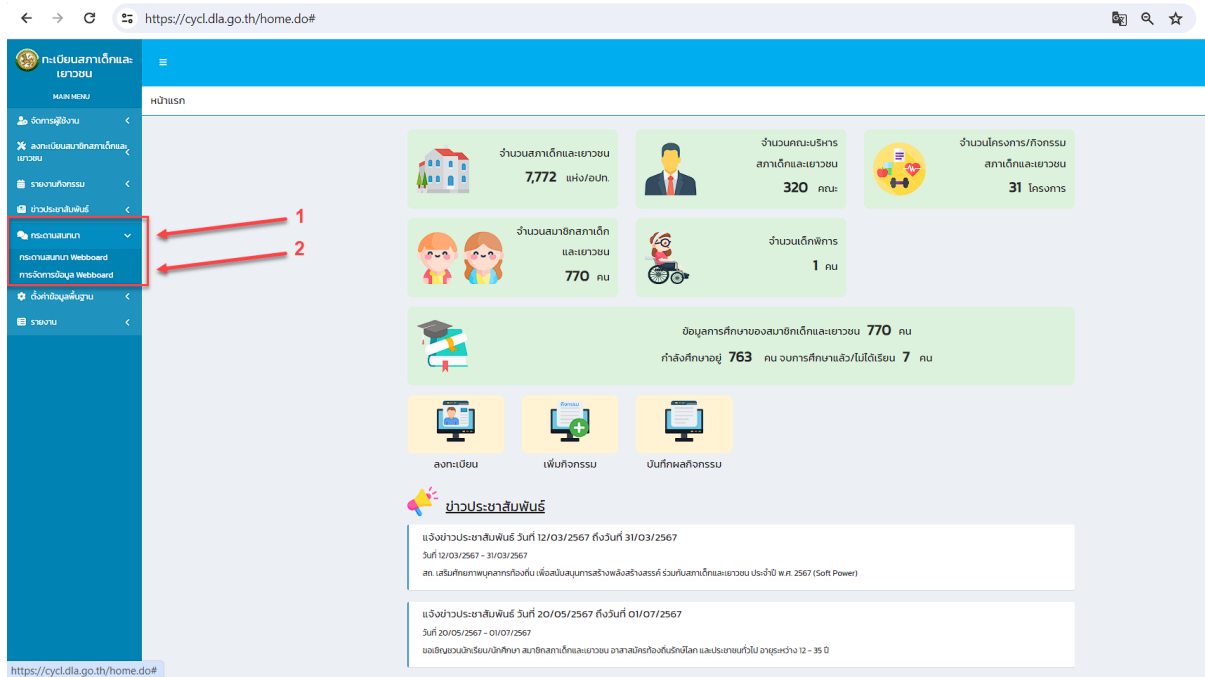 https://cycl.dla.go.th/home.do#
ทะเบียนสภาเด็กและ
เยาวชน
MAIN MENU
หน้าแรก
จัดการผู้ใช้งาน
ลงทะเบียนสมาชิกสภาเด็กและ
เยาวชน
รายงานกิจกรรม
ข่าวประชาสัมพันธ์
กระดานสนทนา
กระดานสนทนา Webboard
การจัดการข้อมูล Webboard
ตั้งค่าข้อมูลพื้นฐาน
รายงาน
1
2
จำนวนสภาเด็กและเยาวชน
7,772 แห่ง/อปท.
จำนวนคณะบริหาร
สภาเด็กและเยาวชน
320 คณะ
จำนวนโครงการ/กิจกรรม
สภาเด็กและเยาวชน
31 โครงการ
จำนวนสมาชิกสภาเด็ก
และเยาวชน
770 คน
จำนวนเด็กพิการ
1 คน
ข้อมูลการศึกษาของสมาชิกเด็กและเยาวชน 770 คน
กำลังศึกษาอยู่ 763 คน จบการศึกษาแล้ว/ไม่ได้เรียน 7 คน
กิจกรรม
ลงทะเบียน
เพิ่มกิจกรรม
บันทึกผลกิจกรรม
ข่าวประชาสัมพันธ์
แจ้งข่าวประชาสัมพันธ์ วันที่ 12/03/2567 ถึงวันที่ 31/03/2567
วันที่ 12/03/2567 - 31/03/2567
สถ. เสริมศักยภาพบุคลากรท้องถิ่น เพื่อสนับสนุนการสร้างพลังสร้างสรรค์ ร่วมกับสภาเด็กและเยาวชน ประจำปี พ.ศ. 2567 (Soft Power)
แจ้งข่าวประชาสัมพันธ์ วันที่ 20/05/2567 ถึงวันที่ 01/07/2567
วันที่ 20/05/2567 - 01/07/2567
ขอเชิญชวนนักเรียน/นักศึกษา สมาชิกสภาเด็กและเยาวชน อาสาสมัครท้องถิ่นรักษ์โลก และประชาชนทั่วไป อายุระหว่าง 12 - 35 ปี
https://cycl.dla.go.th/home.do#